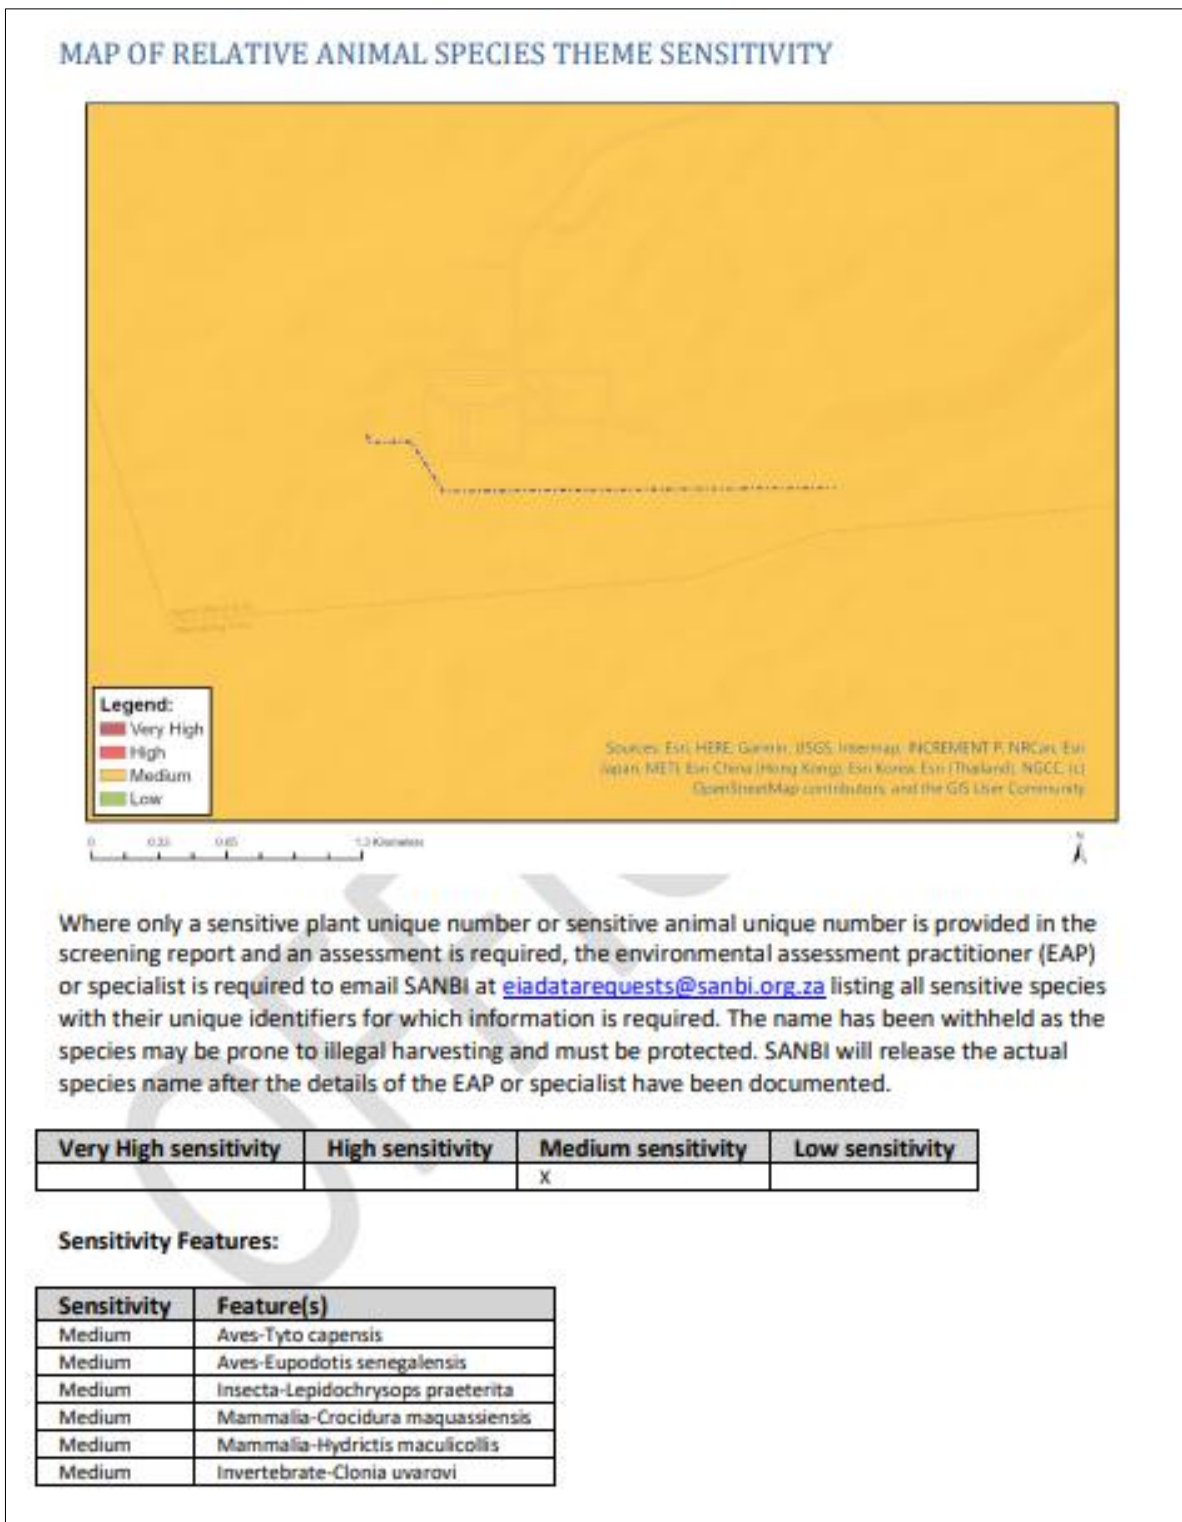 MAP OF RELATIVE ANIMAL SPECIES THEME SENSITIVITY
Legend:
Very High
High
Medium
Low
Sources: Esri, HERE, Garmin, USGS, Intermap, INCREMENT P, NRCan, Esri
Japan, METI, Esri China (Hong Kong), Esri Korea, Esri (Thailand), NGCC, (c)
OpenStreetMap contributors, and the GIS User Community
0 0.33 0.65 1.3 Kilometers
N
Where only a sensitive plant unique number or sensitive animal unique number is provided in the
screening report and an assessment is required, the environmental assessment practitioner (EAP)
or specialist is required to email SANBI at eiadatarequests@sanbi.org.za listing all sensitive species
with their unique identifiers for which information is required. The name has been withheld as the
species may be prone to illegal harvesting and must be protected. SANBI will release the actual
species name after the details of the EAP or specialist have been documented.
Very High sensitivity High sensitivity Medium sensitivity Low sensitivity
X
Sensitivity Features:
Sensitivity Feature(s)
Medium Aves-Tyto capensis
Medium Aves-Eupodotis senegalensis
Medium Insecta-Lepidochrysops praeterita
Medium Mammalia-Crocidura maquassiensis
Medium Mammalia-Hydrictis maculicollis
Medium Invertebrate-Clonia uvarovi